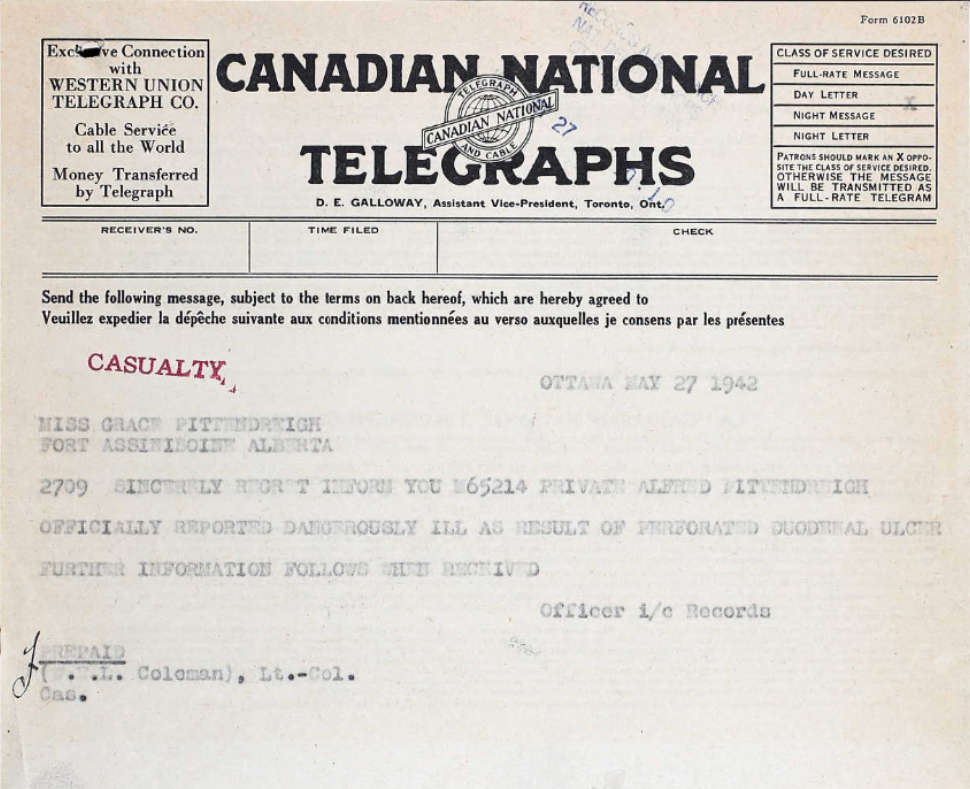 Form 6102B
Exclusive Connection
with
WESTERN UNION
TELEGRAPH CO.
Cable Service
to all the World
Money Transferred
by Telegraph
CANADIAN NATIONAL
TELEGRAPH
CANADIAN NATIONAL
AND CABLE
27
TELEGRAPHS
D. E. GALLOWAY, Assistant Vice-President, Toronto, Ont.
CLASS OF SERVICE DESIRED
FULL-RATE MESSAGE
DAY LETTER
X
NIGHT MESSAGE
NIGHT LETTER
PATRONS SHOULD MARK AN X OPPO-
SITE THE CLASS OF SERVICE DESIRED.
OTHERWISE THE MESSAGE
WILL BE TRANSMITTED AS
A FULL-RATE TELEGRAM
RECEIVER'S NO. TIME FILED CHECK
Send the following message, subject to the terms on back hereof, which are hereby agreed to
Veuillez expedier la dépêche suivante aux conditions mentionnées au verso auxquelles je consens par les présentes
CASUALTY
OTTAWA MAY 27 1942
MISS GRACE PITTENDREIGH
FORT ASSINIBOINE ALBERTA
2709 SINCERELY REGRET INFORM YOU M65214 PRIVATE ALFRED PITTENDREIGH
OFFICIALLY REPORTED DANGEROUSLY ILL AS RESULT OF PERFORATED DUODENAL ULCER
FURTHER INFORMATION FOLLOWS WHEN RECEIVED
Officer i/c Records
PREPAID
L. Coleman), Lt.-Col.
Cas.